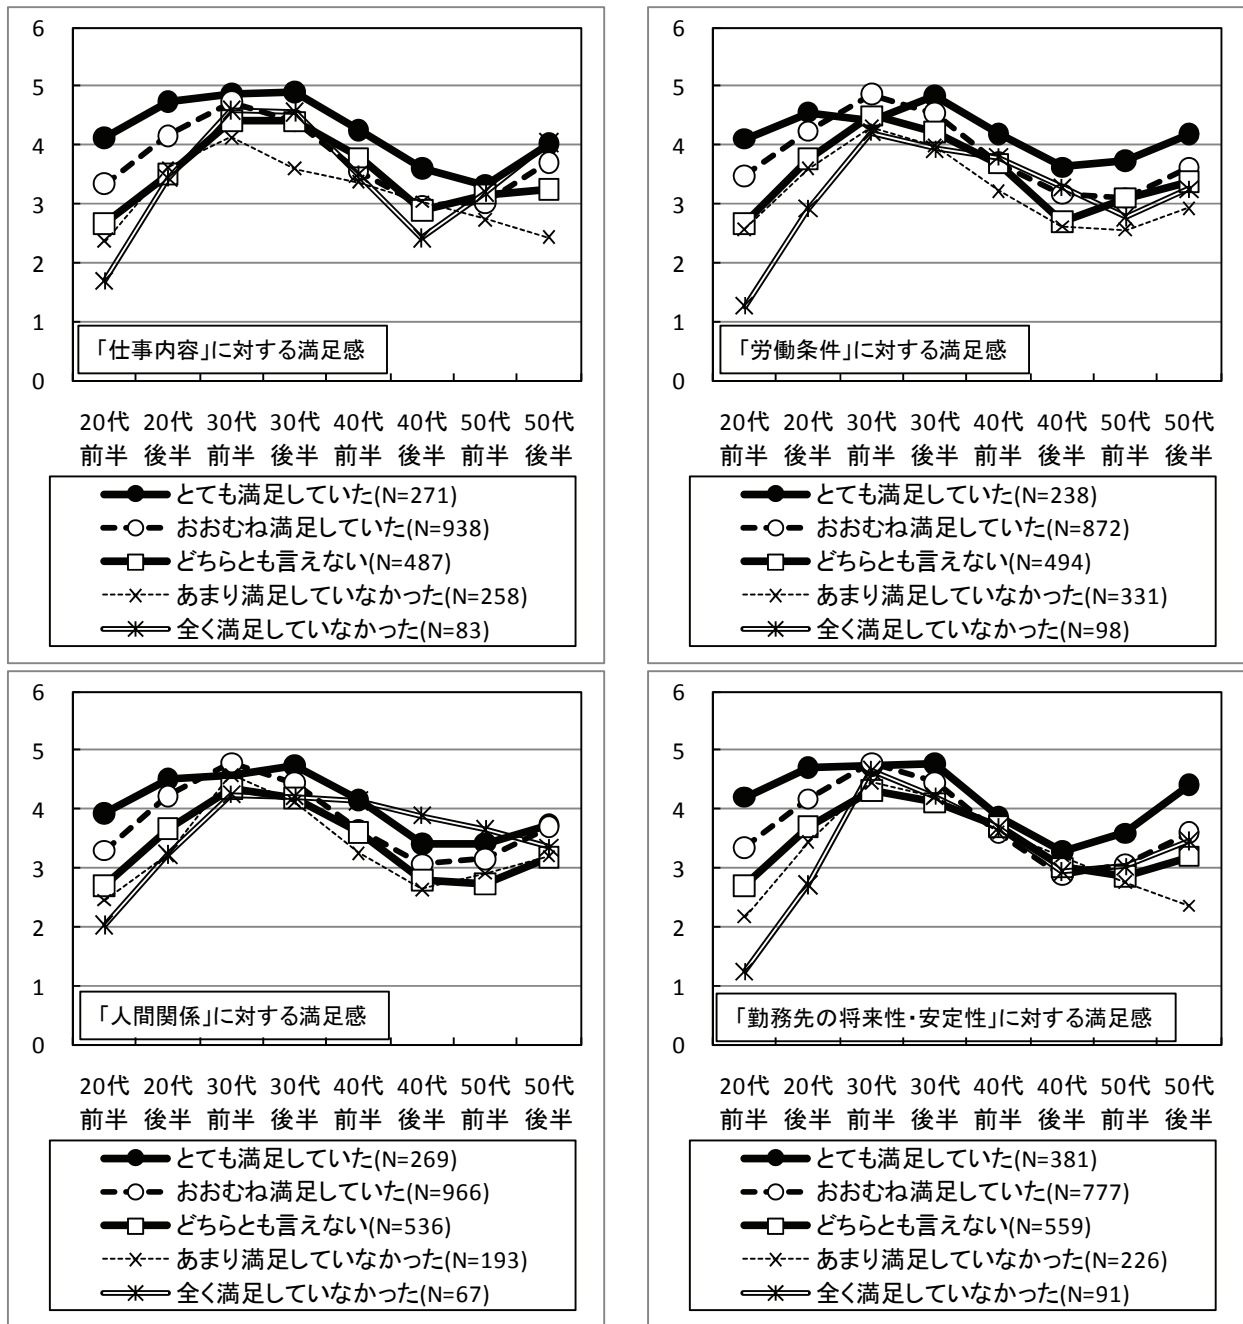 6
5
4
3
2
1
0
「仕事内容」に対する満足感
20代 20代 30代 30代 40代 40代 50代 50代
前半 後半 前半 後半 前半 後半 前半 後半
とても満足していた(N=271)
おおむね満足していた(N=938)
どちらとも言えない(N=487)
あまり満足していなかった(N=258)
全く満足していなかった(N=83)
6
5
4
3
2
1
0
「労働条件」に対する満足感
20代 20代 30代 30代 40代 40代 50代 50代
前半 後半 前半 後半 前半 後半 前半 後半
とても満足していた(N=238)
おおむね満足していた(N=872)
どちらとも言えない(N=494)
あまり満足していなかった(N=331)
全く満足していなかった(N=98)
6
5
4
3
2
1
0
「人間関係」に対する満足感
20代 20代 30代 30代 40代 40代 50代 50代
前半 後半 前半 後半 前半 後半 前半 後半
とても満足していた(N=269)
おおむね満足していた(N=966)
どちらとも言えない(N=536)
あまり満足していなかった(N=193)
全く満足していなかった(N=67)
6
5
4
3
2
1
0
「勤務先の将来性・安定性」に対する満足感
20代 20代 30代 30代 40代 40代 50代 50代
前半 後半 前半 後半 前半 後半 前半 後半
とても満足していた(N=381)
おおむね満足していた(N=777)
どちらとも言えない(N=559)
あまり満足していなかった(N=226)
全く満足していなかった(N=91)